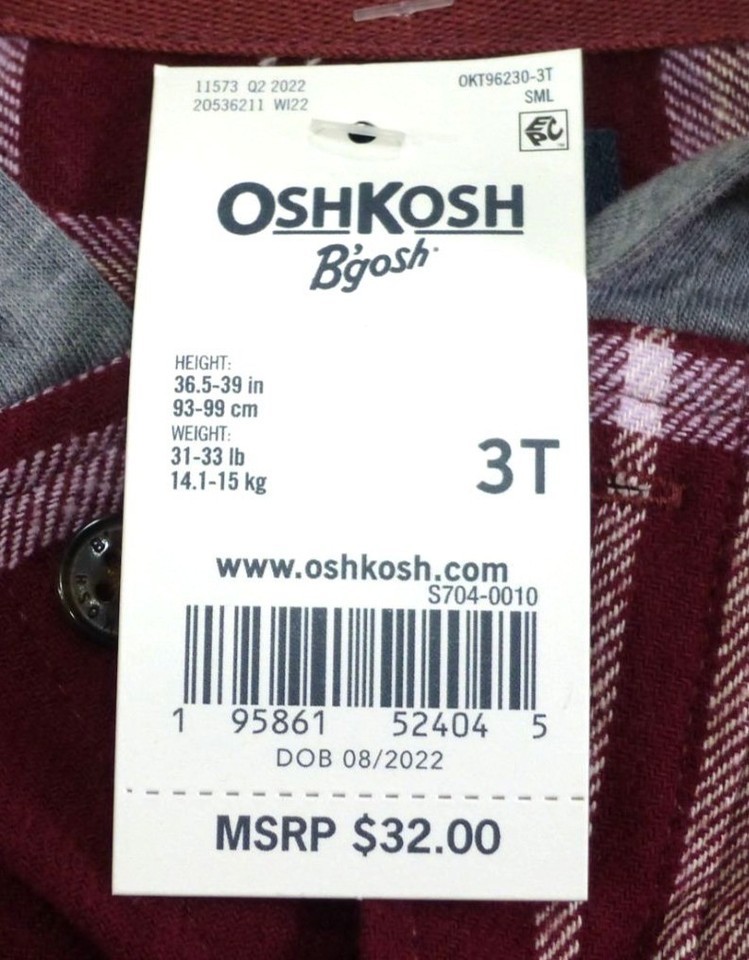 11573 Q2 2022
20536211 WI22
OKT96230-3T
SML
EPC
OSHKOSH
B'gosh
HEIGHT:
36.5-39 in
93-99 cm
WEIGHT:
31-33 lb
14.1-15 kg
3T
www.oshkosh.com
S704-0010
1 95861 52404 5
DOB 08/2022
MSRP $32.00